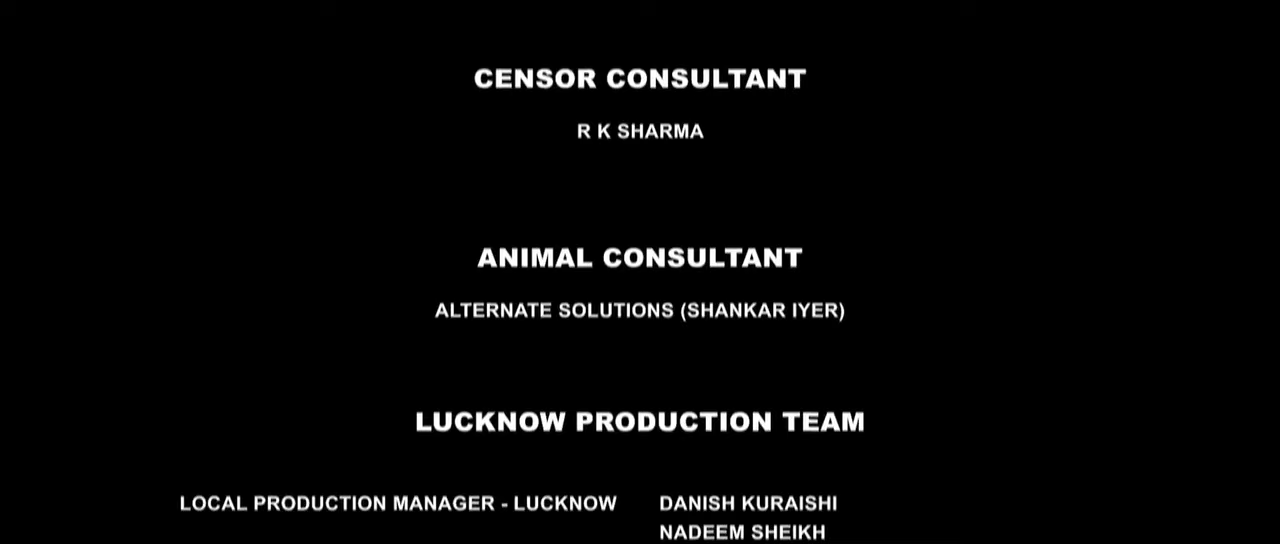 CENSOR CONSULTANT
R K SHARMA
ANIMAL CONSULTANT
ALTERNATE SOLUTIONS (SHANKAR IYER)
LUCKNOW PRODUCTION TEAM
LOCAL PRODUCTION MANAGER - LUCKNOW DANISH KURAISHI
NADEEM SHEIKH